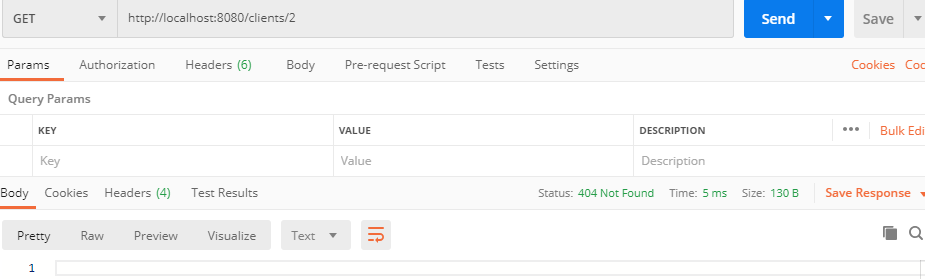 GET http://localhost:8080/clients/2 Send Save
Params Authorization Headers (6) Body Pre-request Script Tests Settings Cookies
Query Params
KEY VALUE DESCRIPTION ••• Bulk Edi
Key Value Description
Body Cookies Headers (4) Test Results Status: 404 Not Found Time: 5 ms Size: 130 B Save Response
Pretty Raw Preview Visualize Text
1